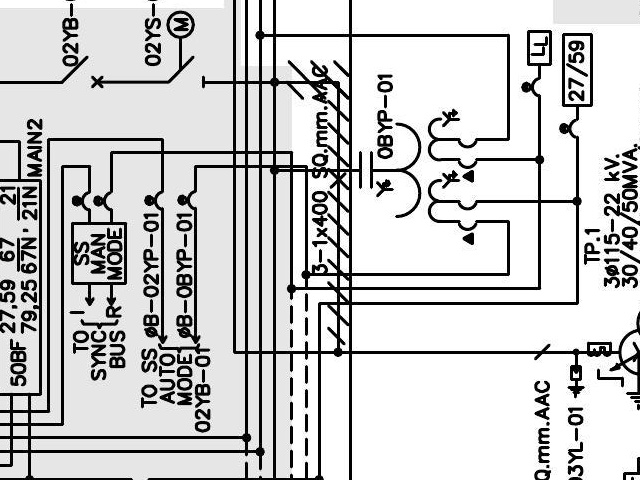 02YB-0
02YS-0
M
LL
27/59
0BYP-01
3-1x400 SQ.mm.AAC
MAIN2
21
21N
67
67N'
27,59
79,25
50BF
SS
MAN
MODE
TO
SYNC
BUS
I
R
TO SS
AUTO
MODE
ØB-02YP-01
ØB-0BYP-01
02YB-01
TP.1
3ø115-22 kV.
30/40/50MVA.
Q.mm.AAC
03YL-01